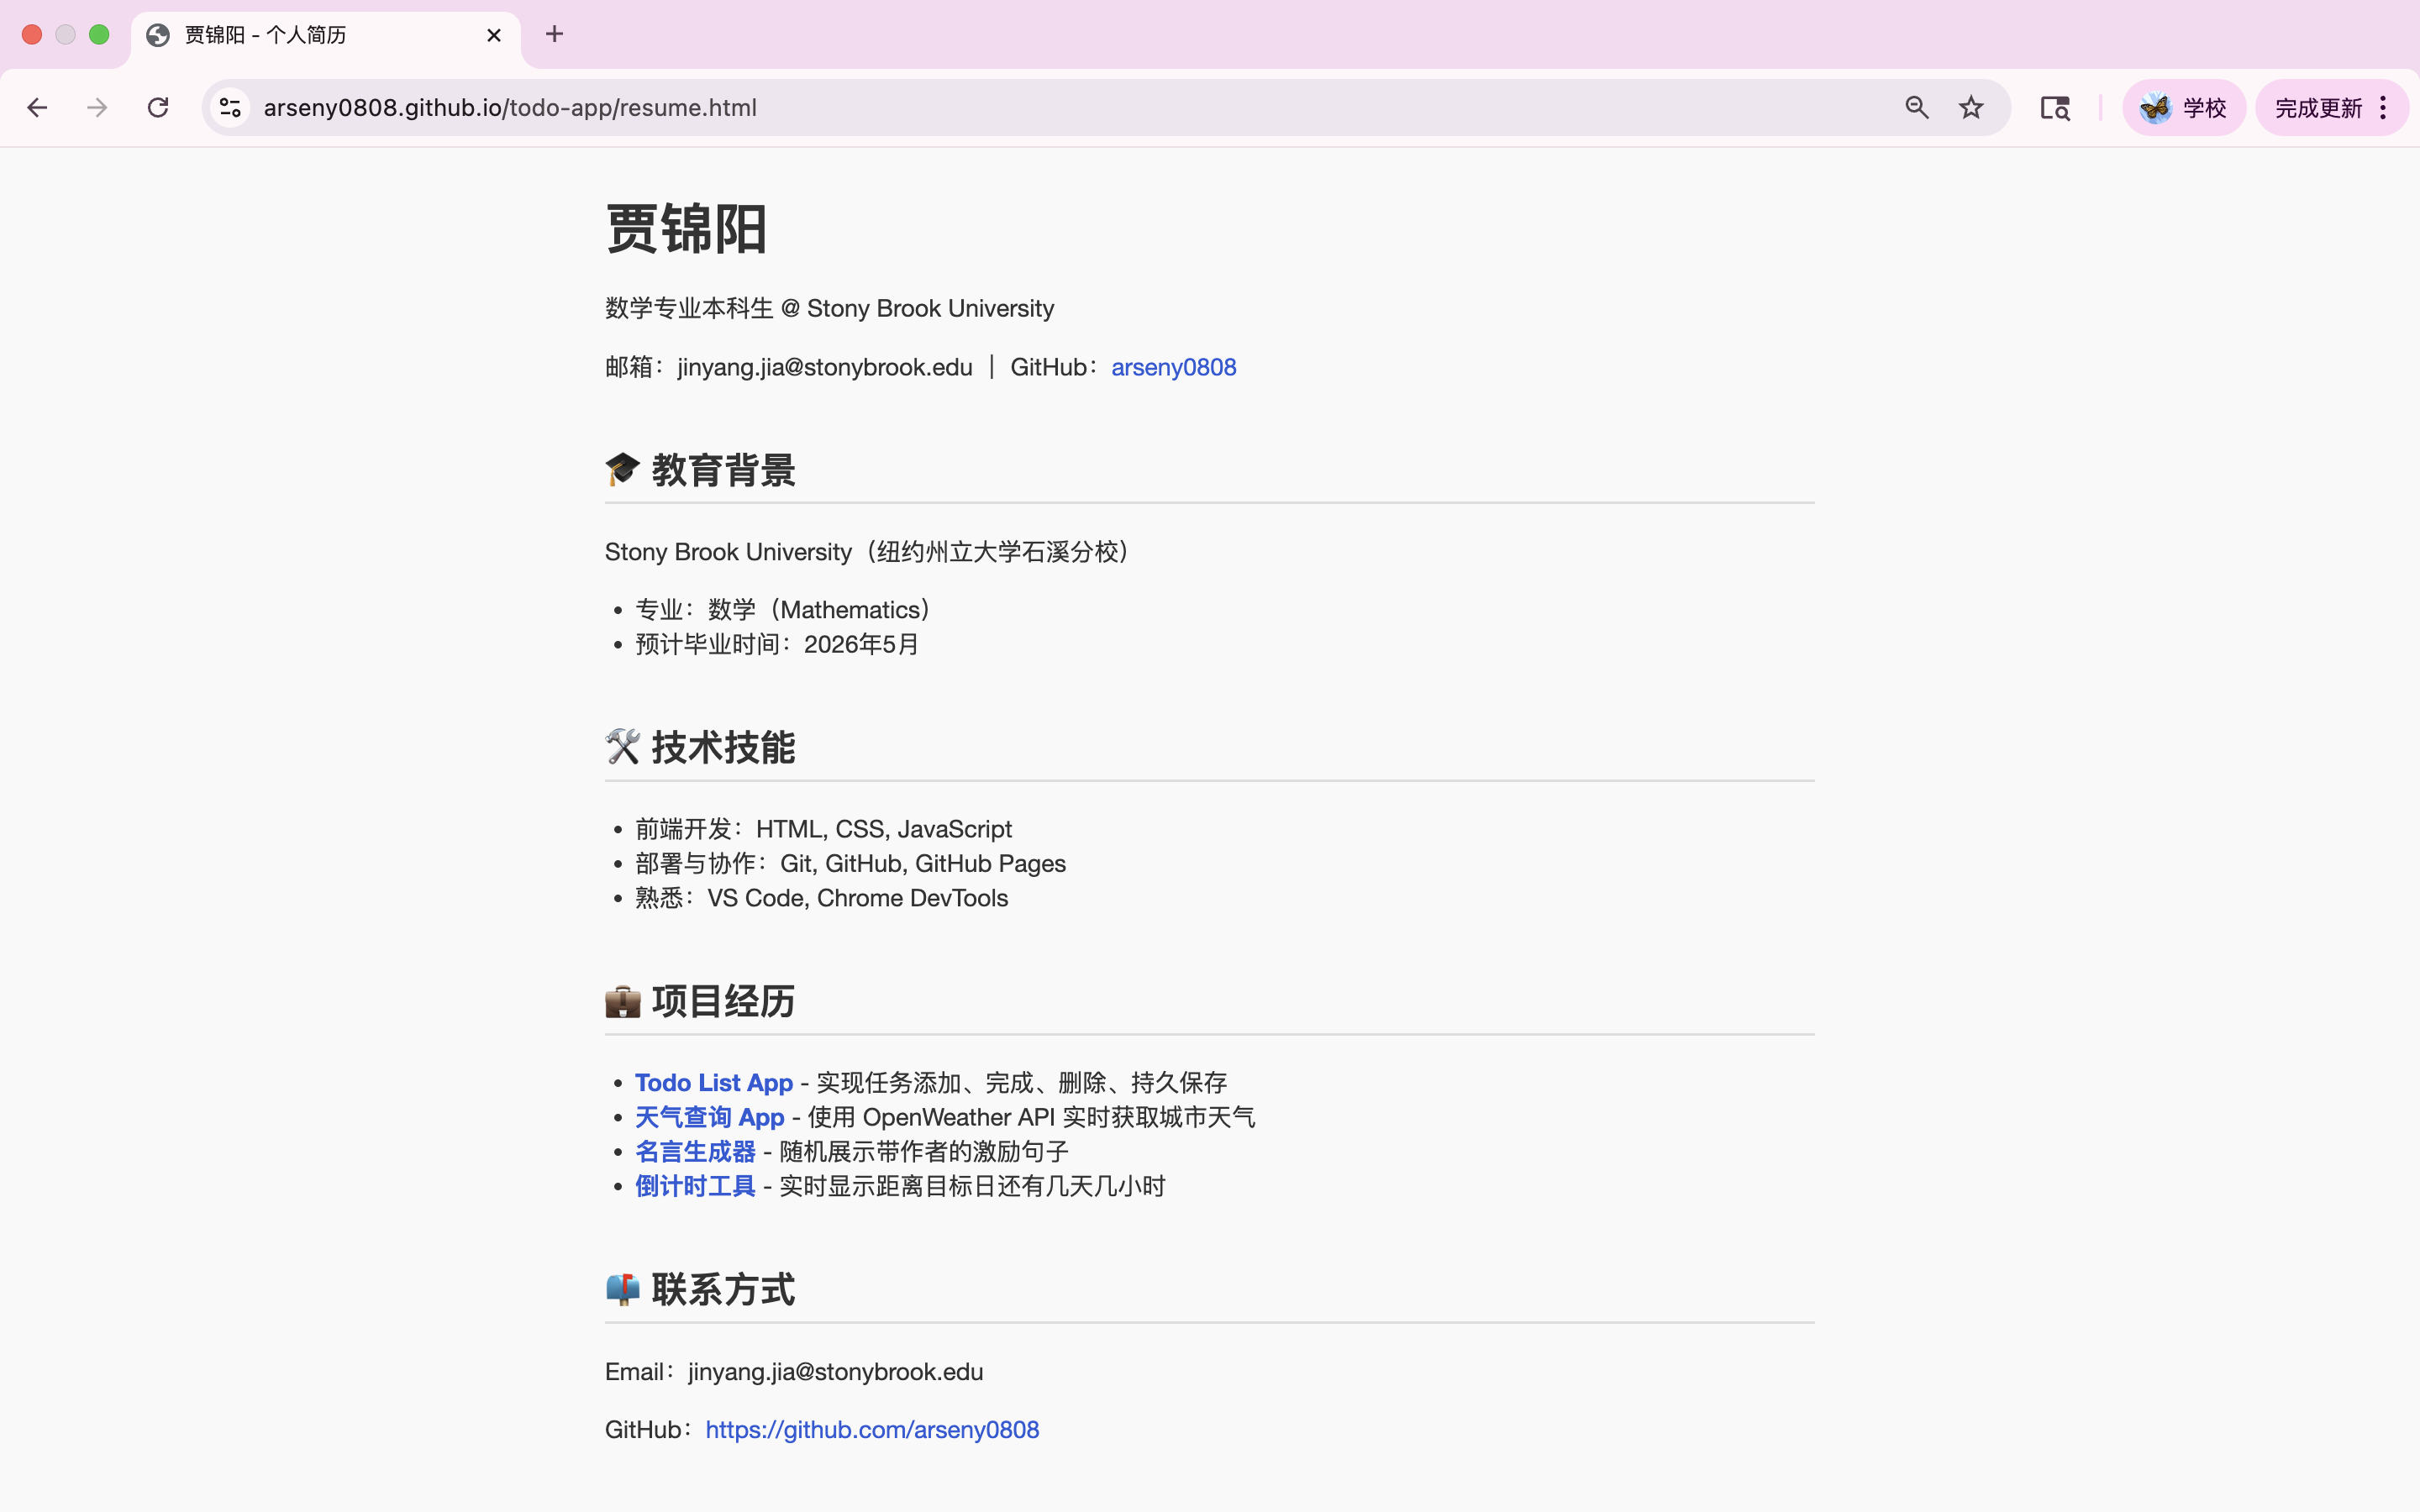 贾锦阳 - 个人简历
arseny0808.github.io/todo-app/resume.html
学校
完成更新
贾锦阳
数学专业本科生 @ Stony Brook University
邮箱：jinyang.jia@stonybrook.edu ｜ GitHub：arseny0808
🎓 教育背景
Stony Brook University（纽约州立大学石溪分校）
• 专业：数学（Mathematics）
• 预计毕业时间：2026年5月
🛠️ 技术技能
• 前端开发：HTML, CSS, JavaScript
• 部署与协作：Git, GitHub, GitHub Pages
• 熟悉：VS Code, Chrome DevTools
💼 项目经历
• Todo List App - 实现任务添加、完成、删除、持久保存
• 天气查询 App - 使用 OpenWeather API 实时获取城市天气
• 名言生成器 - 随机展示带作者的激励句子
• 倒计时工具 - 实时显示距离目标日还有几天几小时
📫 联系方式
Email：jinyang.jia@stonybrook.edu
GitHub：https://github.com/arseny0808